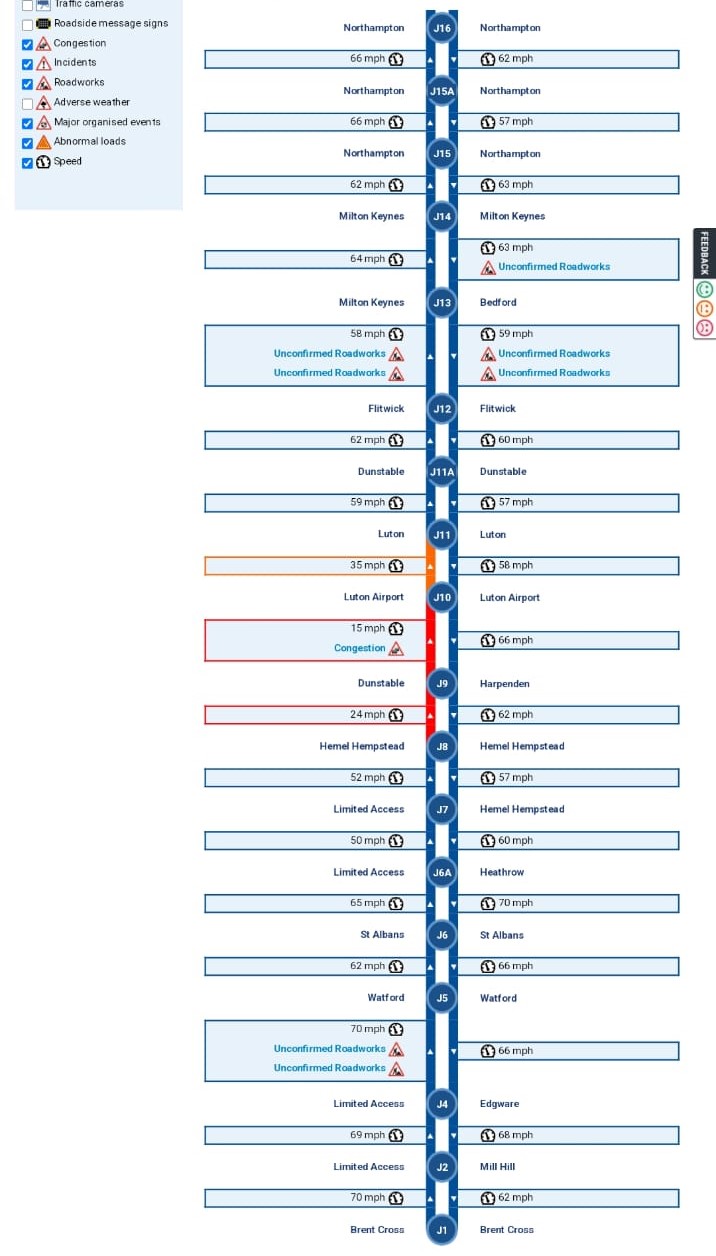 Traffic cameras
Roadside message signs
Congestion
Incidents
Roadworks
Adverse weather
Major organised events
Abnormal loads
Speed
FEEDBACK
Northampton J16 Northampton
66 mph 62 mph
Northampton J15A Northampton
66 mph 57 mph
Northampton J15 Northampton
62 mph 63 mph
Milton Keynes J14 Milton Keynes
64 mph 63 mph
Unconfirmed Roadworks
Milton Keynes J13 Bedford
58 mph 59 mph
Unconfirmed Roadworks Unconfirmed Roadworks
Unconfirmed Roadworks Unconfirmed Roadworks
Flitwick J12 Flitwick
62 mph 60 mph
Dunstable J11A Dunstable
59 mph 57 mph
Luton J11 Luton
35 mph 58 mph
Luton Airport J10 Luton Airport
15 mph 66 mph
Congestion
Dunstable J9 Harpenden
24 mph 62 mph
Hemel Hempstead J8 Hemel Hempstead
52 mph 57 mph
Limited Access J7 Hemel Hempstead
50 mph 60 mph
Limited Access J6A Heathrow
65 mph 70 mph
St Albans J6 St Albans
62 mph 66 mph
Watford J5 Watford
70 mph 66 mph
Unconfirmed Roadworks
Unconfirmed Roadworks
Limited Access J4 Edgware
69 mph 68 mph
Limited Access J2 Mill Hill
70 mph 62 mph
Brent Cross J1 Brent Cross